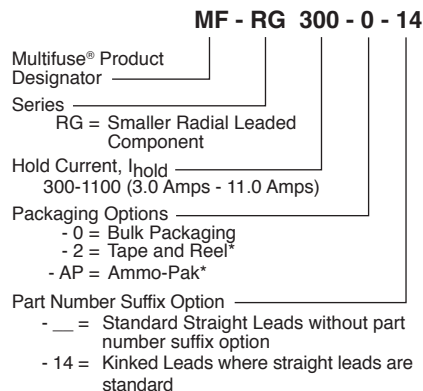 MF - RG 300 - 0 - 14
Multifuse® Product
Designator
Series
RG = Smaller Radial Leaded
Component
Hold Current, Ihold
300-1100 (3.0 Amps - 11.0 Amps)
Packaging Options
- 0 = Bulk Packaging
- 2 = Tape and Reel*
- AP = Ammo-Pak*
Part Number Suffix Option
- __ = Standard Straight Leads without part
number suffix option
- 14 = Kinked Leads where straight leads are
standard